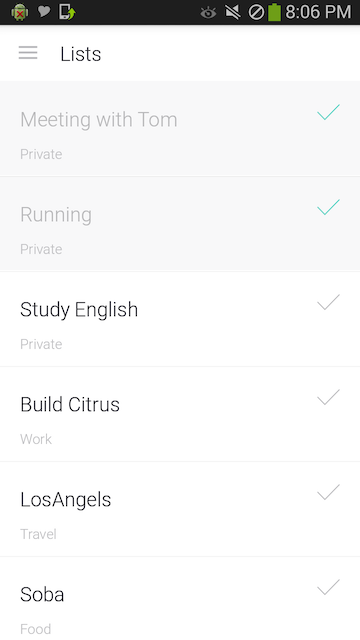 8:06 PM
Lists
Meeting with Tom
Private
Running
Private
Study English
Private
Build Citrus
Work
LosAngels
Travel
Soba
Food